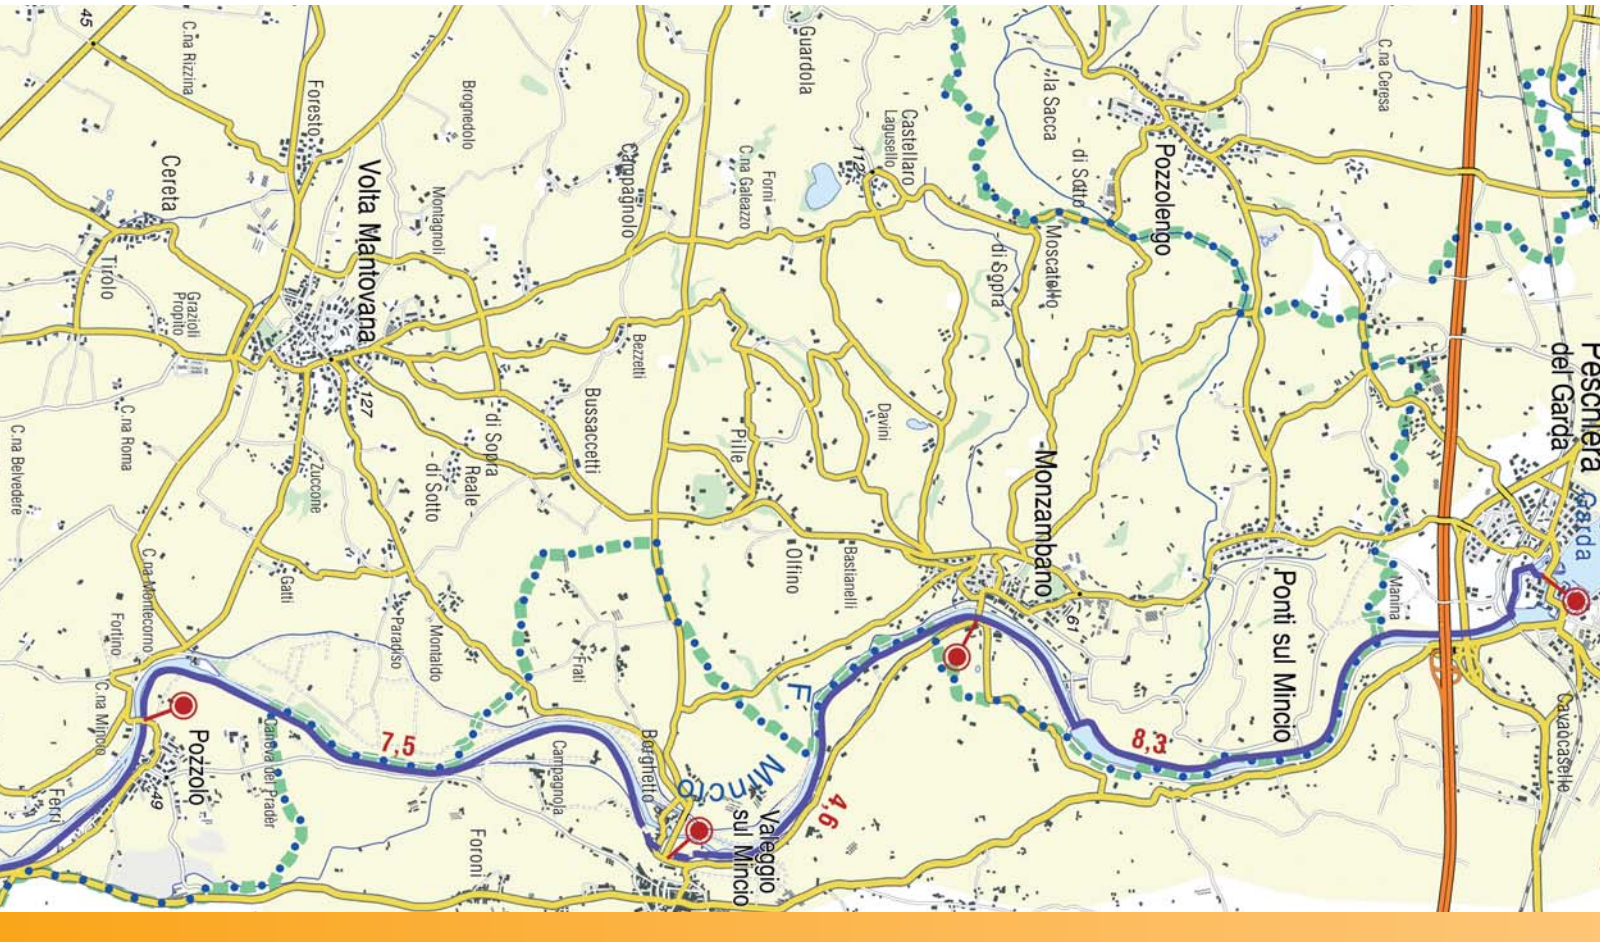 45
C.na Rizzina
Foresto
Brognedolo
Cereta
Tirolo
Grazioli
Propito
Volta Mantovana
127
Montagnoli
C.na Roma
C.na Belvedere
Zuccone
Gatti
C.na Montecorno
Fortino
C.na Mincio
Ferri
Pozzolo
49
Canova del Prader
7,5
Paradiso
Montaldo
Reale -
- di Sopra
- di Sotto
Bussaccetti
Bezzetti
Campagnolo
C.na Galeazzo
Forni
Guardola
Castellaro
Lagusello
112
la Sacca
- di Sotto
Moscatello -
- di Sopra
Pozzolengo
C.na Ceresa
Pille
Davini
Olfino
Bastianelli
Monzambano
61
Ponti sul Mincio
Manina
Peschiera
del Garda
Garda
Cavalcaselle
8,3
F. Mincio
4,6
Valeggio
sul Mincio
Borghetto
Campagnola
Frati
Foroni